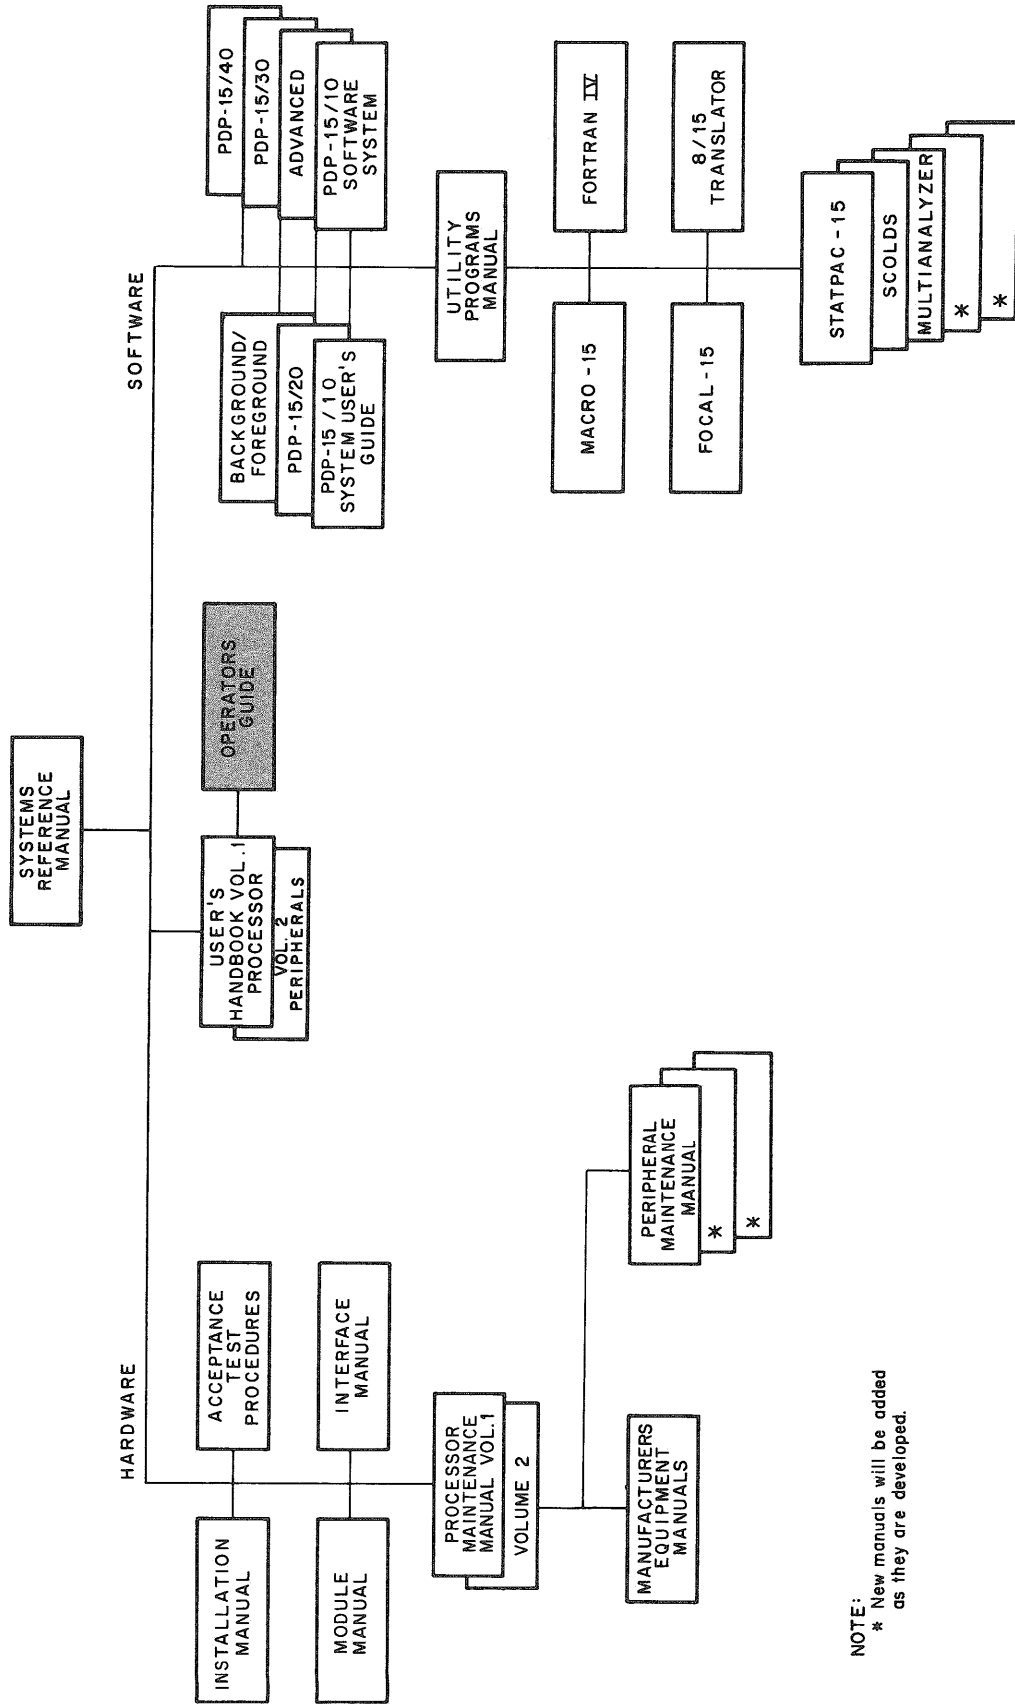 SYSTEMS
REFERENCE
MANUAL
HARDWARE
SOFTWARE
INSTALLATION
MANUAL
ACCEPTANCE
TEST
PROCEDURES
MODULE
MANUAL
INTERFACE
MANUAL
PROCESSOR
MAINTENANCE
MANUAL VOL.1
VOLUME 2
MANUFACTURERS
EQUIPMENT
MANUALS
PERIPHERAL
MAINTENANCE
MANUAL
*
*
USER'S
HANDBOOK VOL.1
PROCESSOR
VOL. 2
PERIPHERALS
OPERATORS
GUIDE
BACKGROUND/
FOREGROUND
PDP-15/20
PDP-15/10
SYSTEM USER'S
GUIDE
PDP-15/40
PDP-15/30
ADVANCED
PDP-15/10
SOFTWARE
SYSTEM
UTILITY
PROGRAMS
MANUAL
MACRO-15
FORTRAN IV
FOCAL-15
8/15
TRANSLATOR
STATPAC-15
SCOLDS
MULTIANALYZER
*
*
NOTE:
* New manuals will be added
as they are developed.